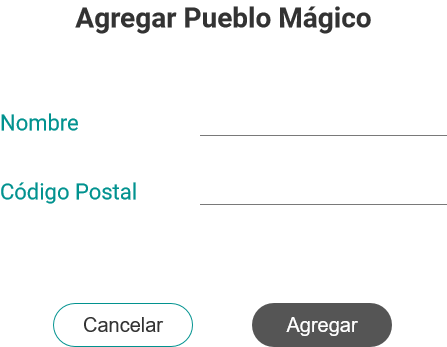 Agregar Pueblo Mágico
Nombre
Código Postal
Cancelar Agregar